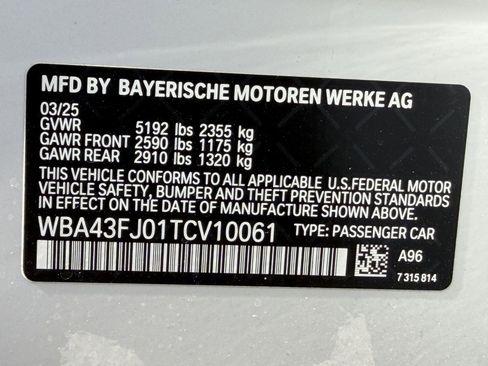 MFD BY BAYERISCHE MOTOREN WERKE AG
03/25
GVWR 5192 lbs 2355 kg
GAWR FRONT 2590 lbs 1175 kg
GAWR REAR 2910 lbs 1320 kg
THIS VEHICLE CONFORMS TO ALL APPLICABLE U.S.FEDERAL MOTOR
VEHICLE SAFETY, BUMPER AND THEFT PREVENTION STANDARDS
IN EFFECT ON THE DATE OF MANUFACTURE SHOWN ABOVE.
WBA43FJ01TCV10061 TYPE: PASSENGER CAR
A96
7 315 814